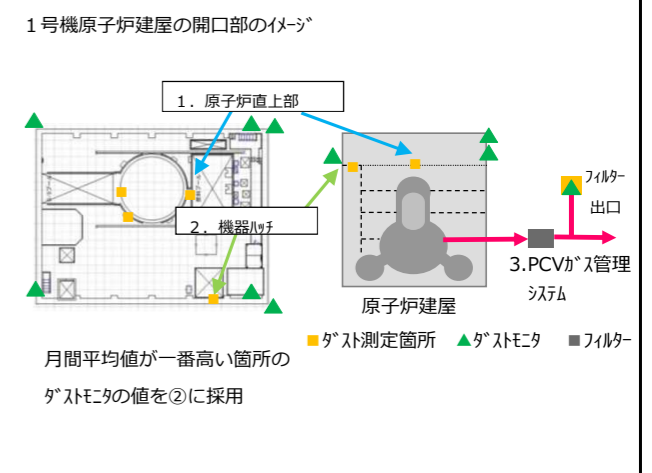 1号機原子炉建屋の開口部のｲﾒｰｼﾞ
1．原子炉直上部
2．機器ﾊｯﾁ
ﾌｨﾙﾀｰ
出口
3.PCVｶﾞｽ管理
ｼｽﾃﾑ
原子炉建屋
■ﾀﾞｽﾄ測定箇所 ▲ﾀﾞｽﾄﾓﾆﾀ ■ﾌｨﾙﾀｰ
月間平均値が一番高い箇所の
ﾀﾞｽﾄﾓﾆﾀの値を②に採用